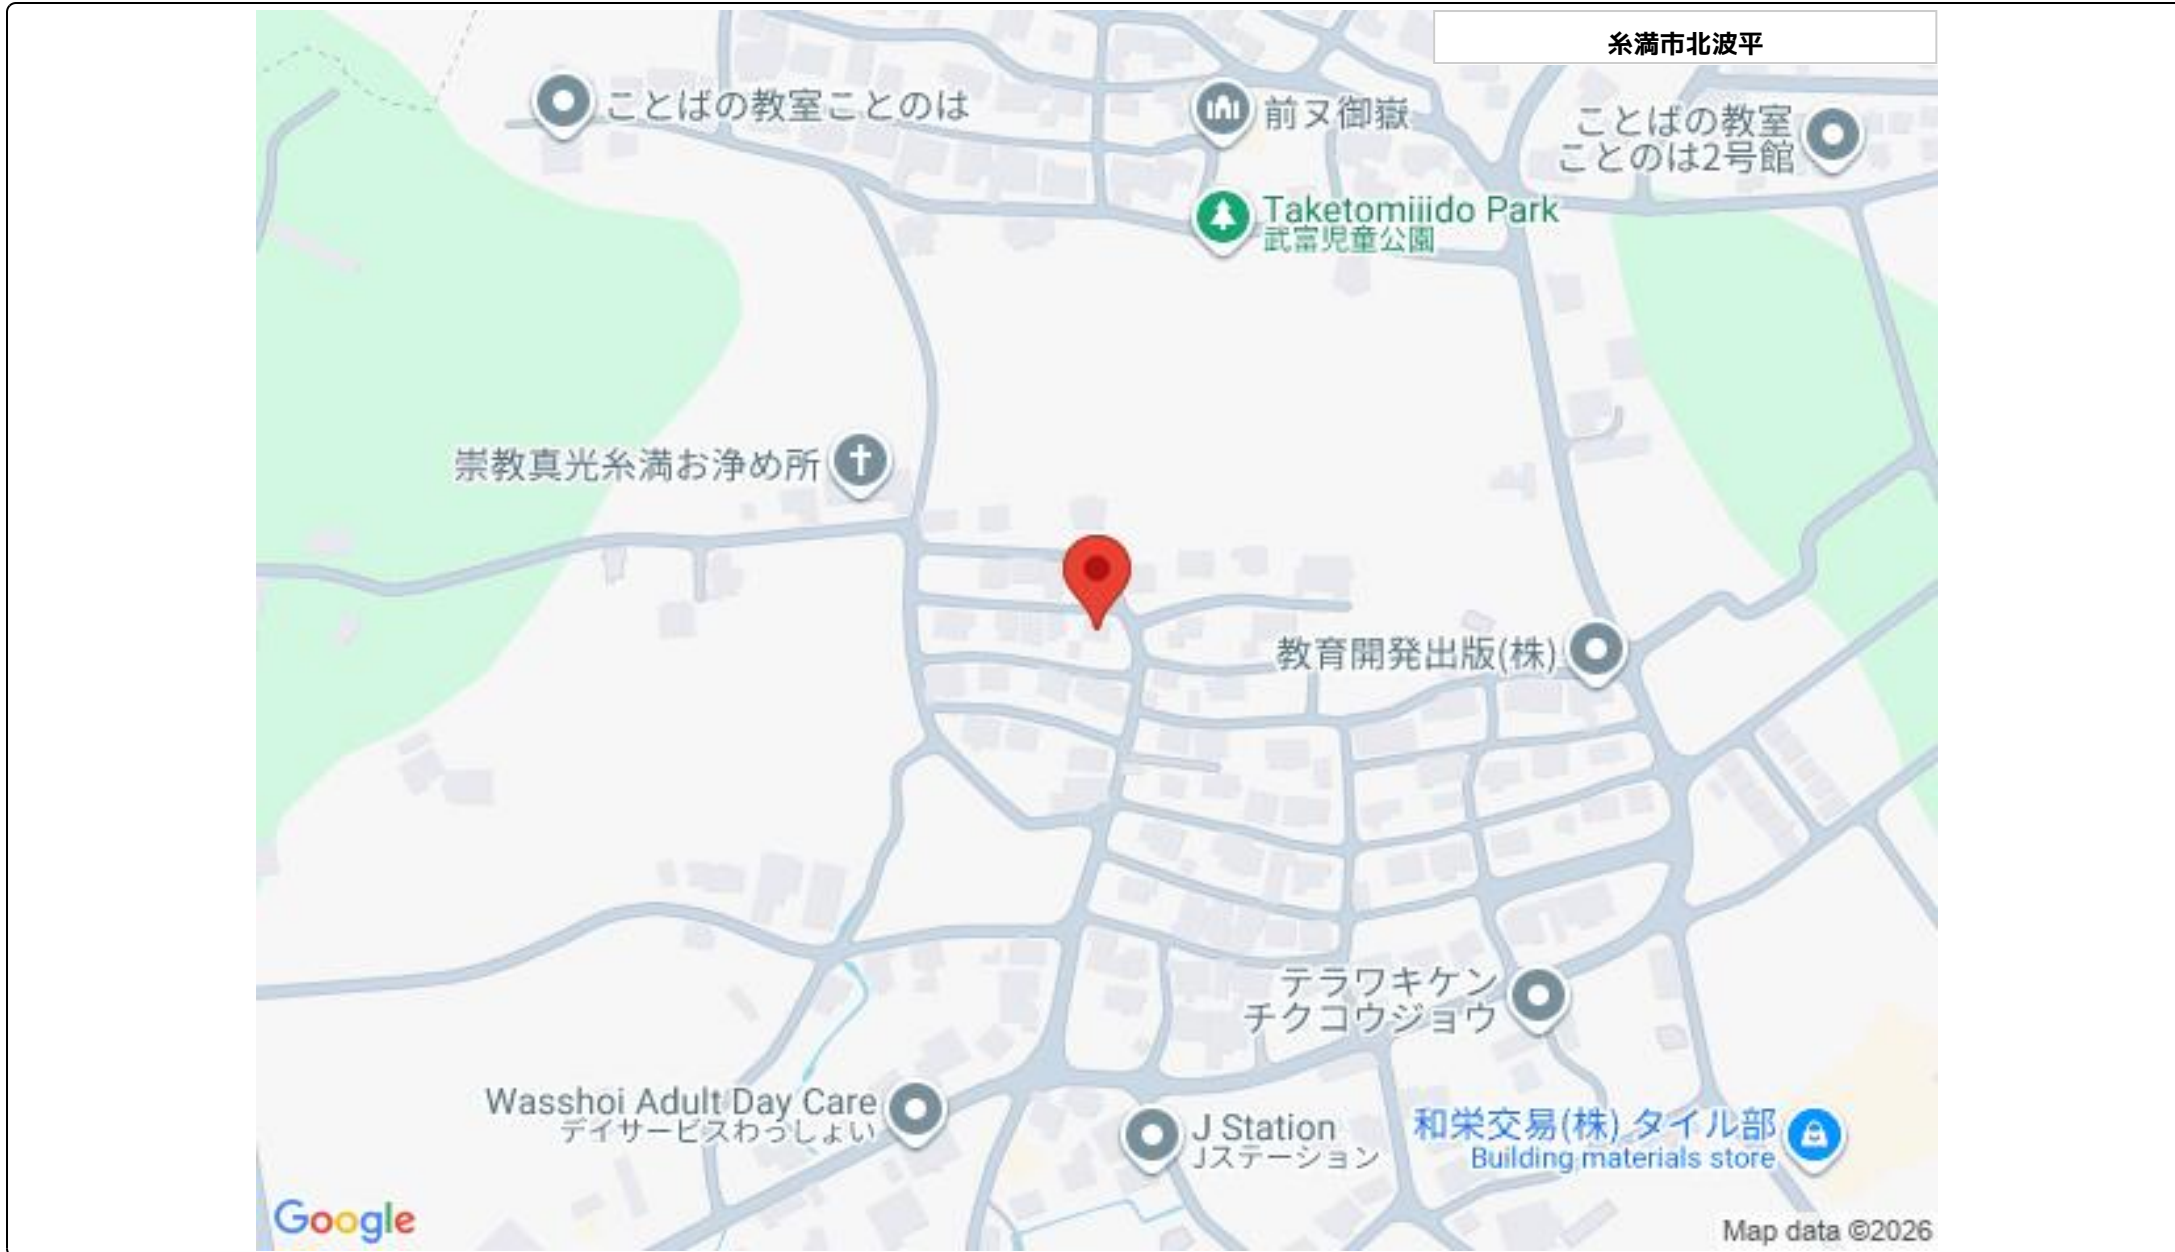 糸満市北波平
ことばの教室ことのは
前ヌ御嶽
ことばの教室
ことのは2号館
Taketomiiido Park
武富児童公園
崇教真光糸満お浄め所
教育開発出版(株)
テラワキケン
チクコウジョウ
Wasshoi Adult Day Care
デイサービスわっしょい
J Station
Jステーション
和栄交易(株) タイル部
Building materials store
Google
Map data ©2026